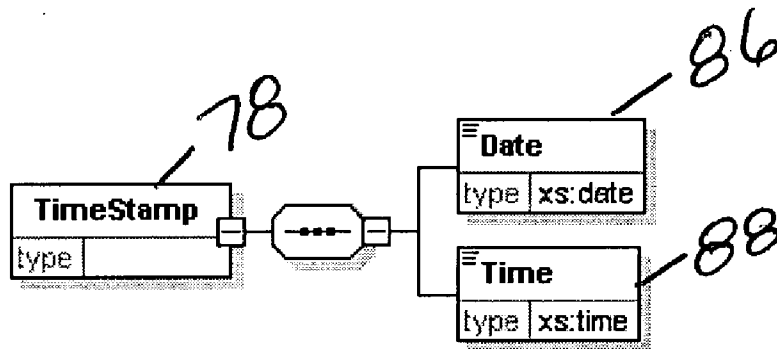 86
78
Date
type xs:date
TimeStamp
type
Time
type xs:time
88